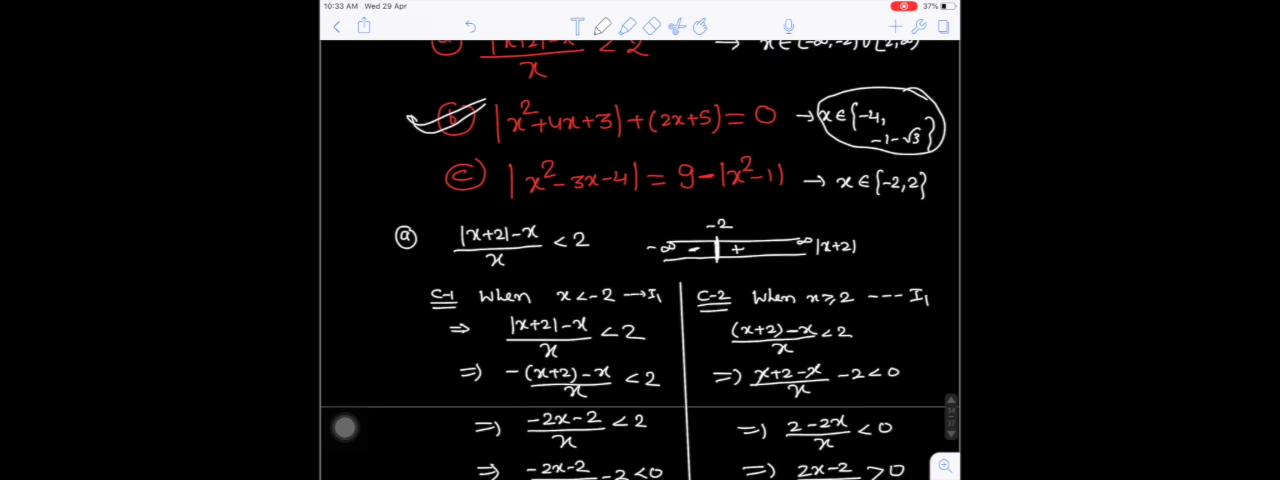 10:33 AM Wed 29 Apr 37%
(a) (|x+2|-x)/x < 2 → x ∈ (-∞,-2) ∪ [2,∞)
(b) |x²+4x+3|+(2x+5)=0 → x∈{-4, -1-√3}
(c) |x²-3x-4|=9-|x²-1| → x∈{-2,2}
(a) (|x+2|-x)/x < 2
-2
-∞ - + ∞ |x+2|
C-1 When x<-2 → I₁
⇒ (|x+2|-x)/x < 2
⇒ (-(x+2)-x)/x < 2
⇒ (-2x-2)/x < 2
⇒ (-2x-2)/ -2<0
C-2 When x≥2 --- I₁
((x+2)-x)/x < 2
⇒ (x+2-x)/x -2<0
⇒ (2-2x)/x < 0
⇒ (2x-2)/ >0